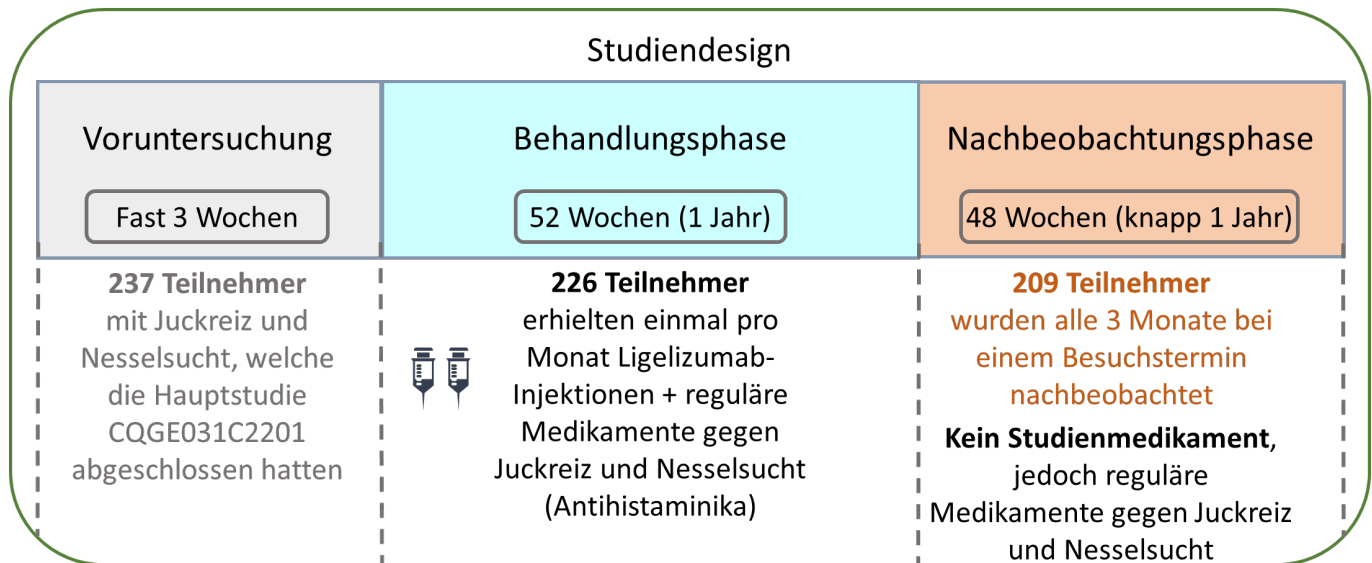 Studiendesign
Voruntersuchung
Fast 3 Wochen
237 Teilnehmer
mit Juckreiz und
Nesselsucht, welche
die Hauptstudie
CQGE031C2201
abgeschlossen hatten
Behandlungsphase
52 Wochen (1 Jahr)
226 Teilnehmer
erhielten einmal pro
Monat Ligelizumab-
Injektionen + reguläre
Medikamente gegen
Juckreiz und Nesselsucht
(Antihistaminika)
Nachbeobachtungsphase
48 Wochen (knapp 1 Jahr)
209 Teilnehmer
wurden alle 3 Monate bei
einem Besuchstermin
nachbeobachtet
Kein Studienmedikament,
jedoch reguläre
Medikamente gegen Juckreiz
und Nesselsucht